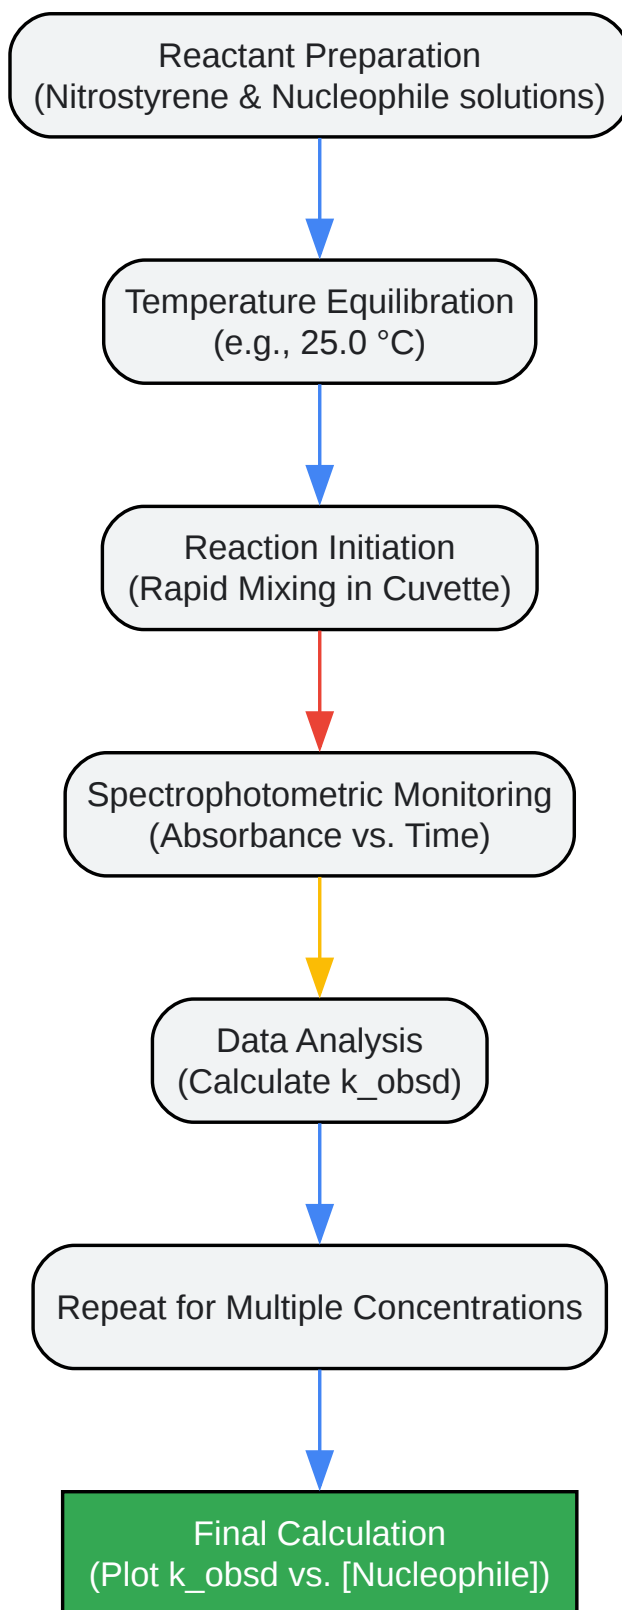 Reactant Preparation
(Nitrostyrene & Nucleophile solutions)
Temperature Equilibration
(e.g., 25.0 °C)
Reaction Initiation
(Rapid Mixing in Cuvette)
Spectrophotometric Monitoring
(Absorbance vs. Time)
Data Analysis
(Calculate k_obsd)
Repeat for Multiple Concentrations
Final Calculation
(Plot k_obsd vs. [Nucleophile])